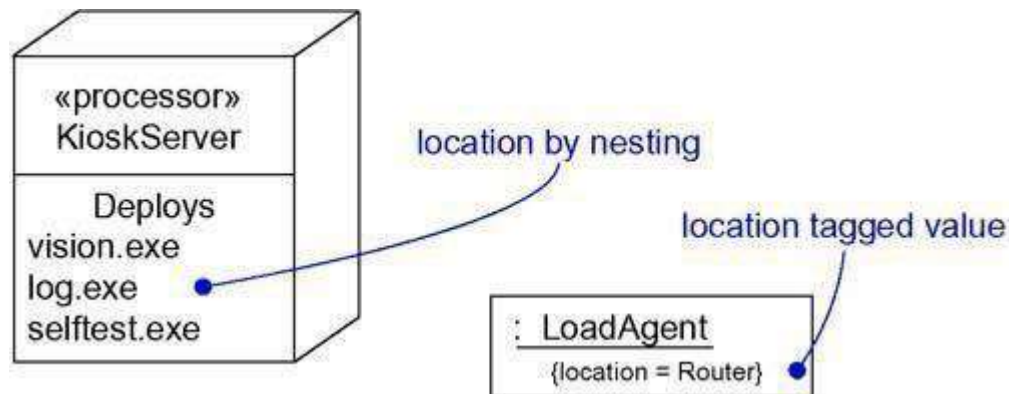 «processor»
KioskServer
Deploys
vision.exe
log.exe
selftest.exe
location by nesting
location tagged value
: LoadAgent
{location = Router}